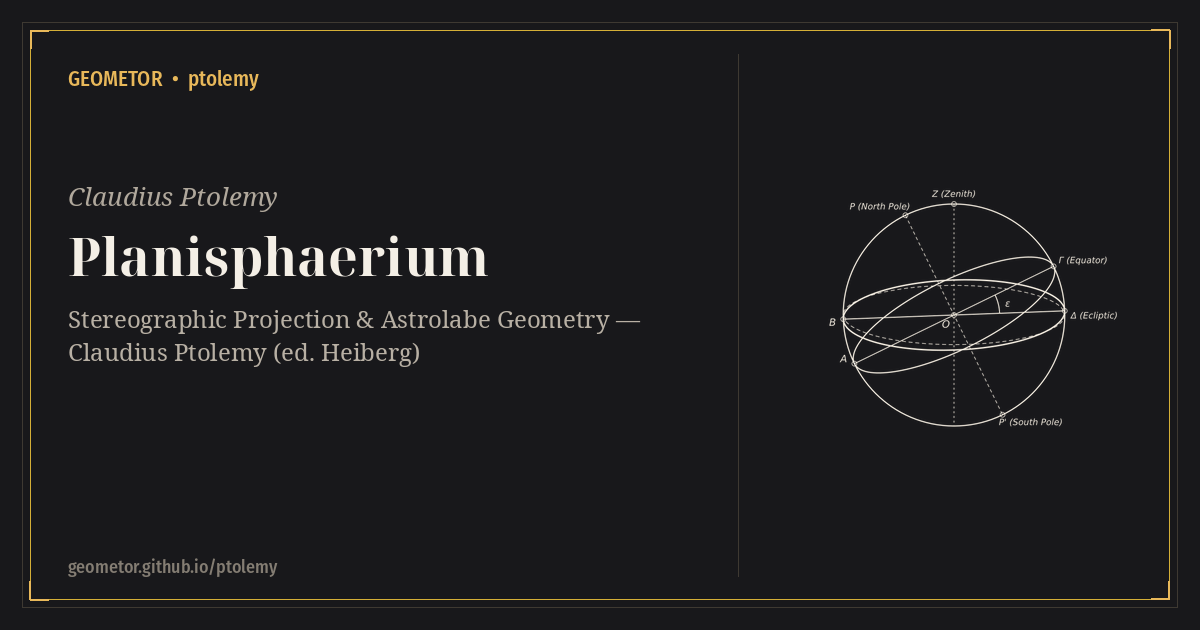 GEOMETOR • ptolemy
Claudius Ptolemy
Planisphaerium
Stereographic Projection & Astrolabe Geometry —
Claudius Ptolemy (ed. Heiberg)
geometor.github.io/ptolemy
Z (Zenith)
P (North Pole)
Γ (Equator)
ε
B
O
Δ (Ecliptic)
A
P' (South Pole)